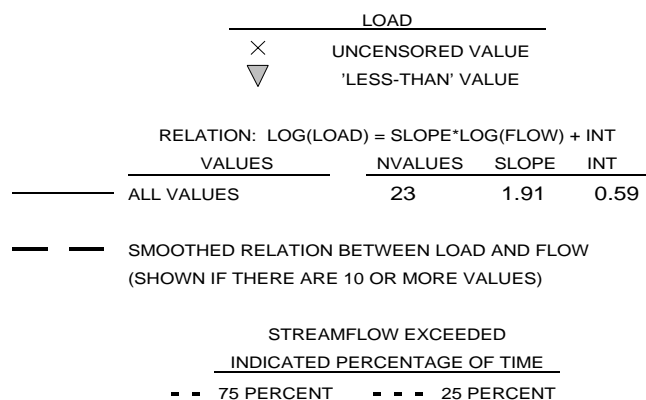 LOAD
UNCENSORED VALUE
'LESS-THAN' VALUE
RELATION: LOG(LOAD) = SLOPE*LOG(FLOW) + INT
VALUES NVALUES SLOPE INT
ALL VALUES 23 1.91 0.59
SMOOTHED RELATION BETWEEN LOAD AND FLOW
(SHOWN IF THERE ARE 10 OR MORE VALUES)
STREAMFLOW EXCEEDED
INDICATED PERCENTAGE OF TIME
75 PERCENT 25 PERCENT